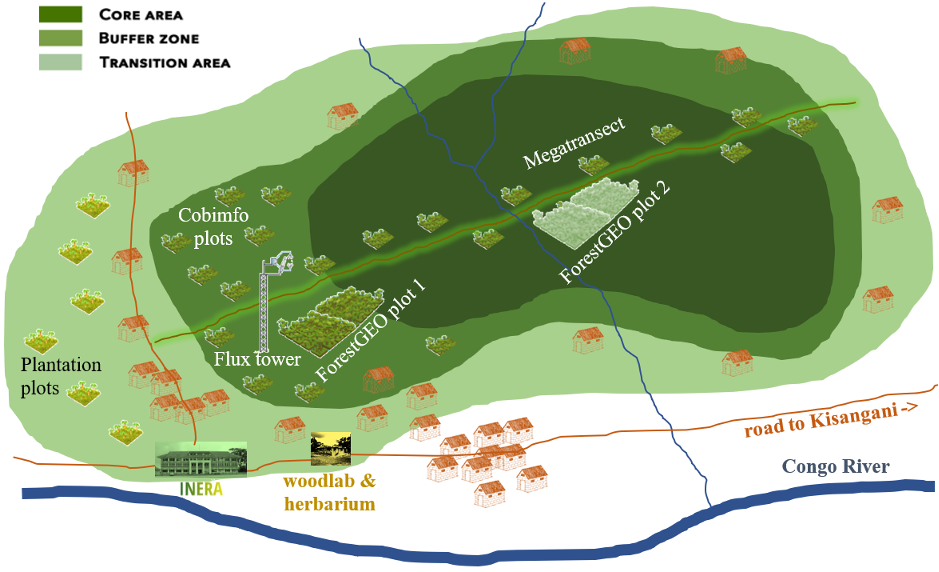 CORE AREA
BUFFER ZONE
TRANSITION AREA
Megatransect
Cobimfo
plots
ForestGEO plot 2
ForestGEO plot 1
Flux tower
Plantation
plots
road to Kisangani ->
Congo River
INERA
woodlab &
herbarium